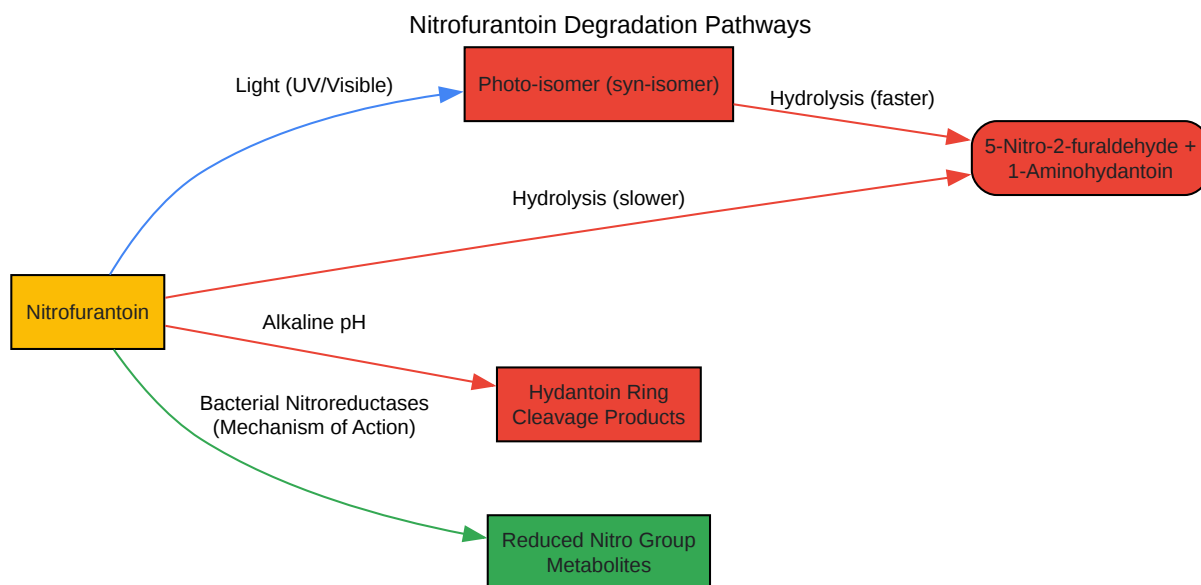 Nitrofurantoin Degradation Pathways
Light (UV/Visible)
Photo-isomer (syn-isomer)
Hydrolysis (faster)
5-Nitro-2-furaldehyde +
1-Aminohydantoin
Hydrolysis (slower)
Nitrofurantoin
Alkaline pH
Hydantoin Ring
Cleavage Products
Bacterial Nitroreductases
(Mechanism of Action)
Reduced Nitro Group
Metabolites